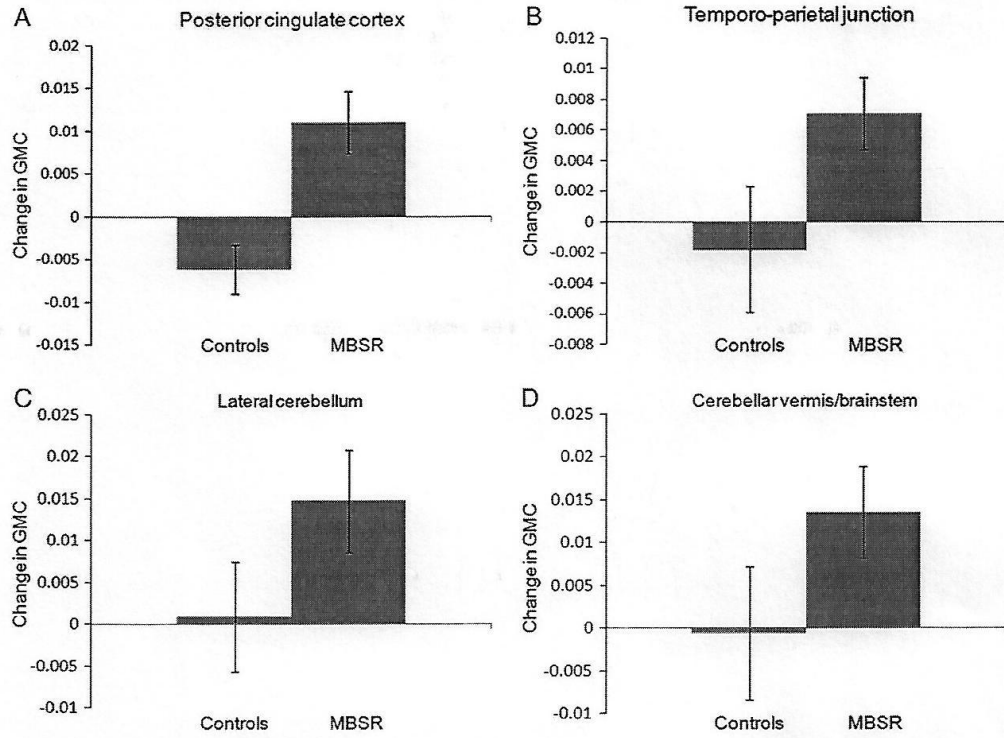 A
Posterior cingulate cortex
Change in GMC
0.02
0.015
0.01
0.005
0
-0.005
-0.01
-0.015
Controls MBSR
B
Temporo-parietal junction
Change in GMC
0.012
0.01
0.008
0.006
0.004
0.002
0
-0.002
-0.004
-0.006
-0.008
Controls MBSR
C
Lateral cerebellum
Change in GMC
0.025
0.02
0.015
0.01
0.005
0
-0.005
-0.01
Controls MBSR
D
Cerebellar vermis/brainstem
Change in GMC
0.025
0.02
0.015
0.01
0.005
0
-0.005
-0.01
Controls MBSR